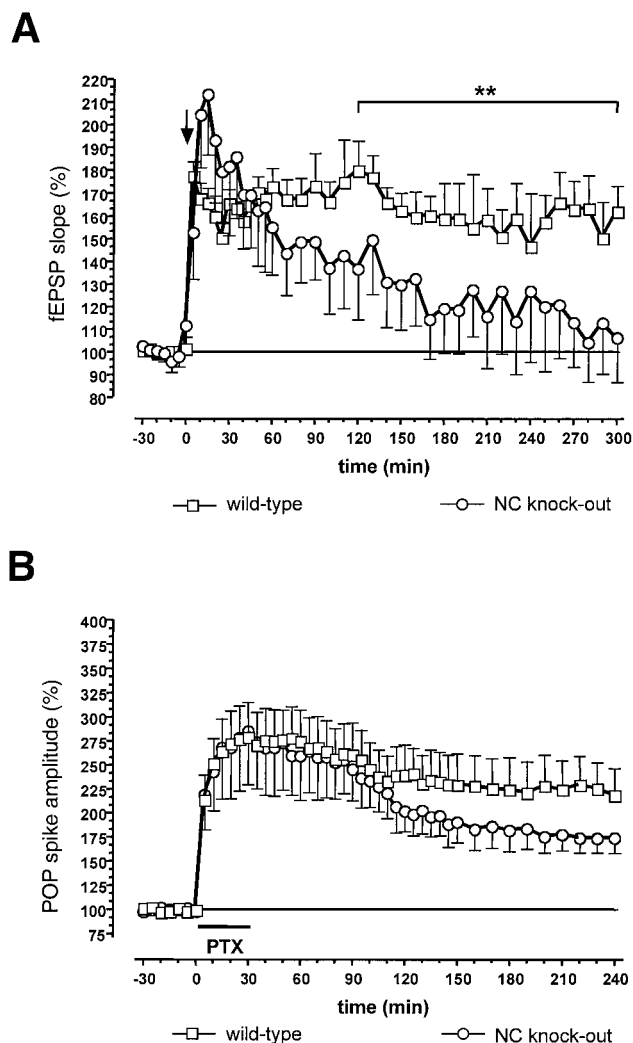 A
220
210
200
190
180
170
160
150
140
130
120
110
100
90
80
fEPSP slope (%)
**
-30 0 30 60 90 120 150 180 210 240 270 300
time (min)
wild-type NC knock-out
B
400
375
350
325
300
275
250
225
200
175
150
125
100
75
POP spike amplitude (%)
PTX
-30 0 30 60 90 120 150 180 210 240
time (min)
wild-type NC knock-out